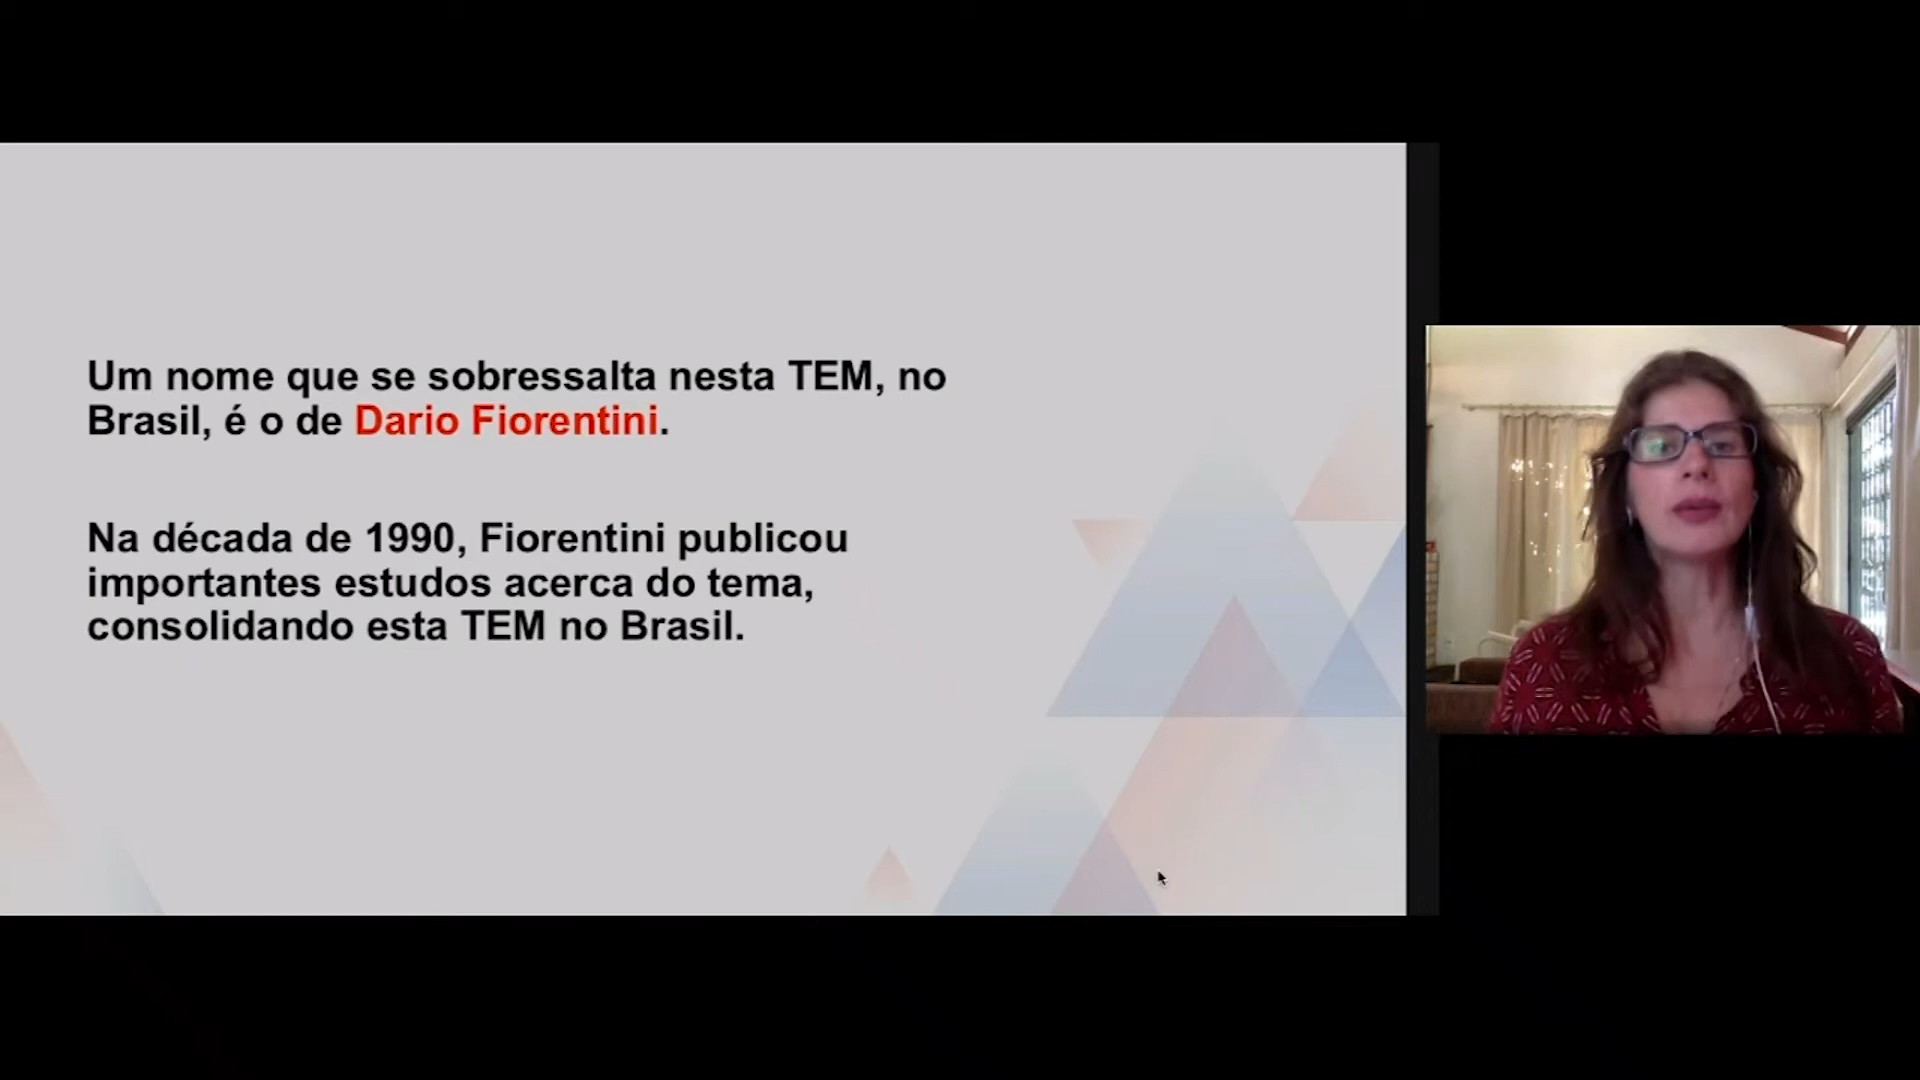 Um nome que se sobressalta nesta TEM, no
Brasil, é o de Dario Fiorentini.
Na década de 1990, Fiorentini publicou
importantes estudos acerca do tema,
consolidando esta TEM no Brasil.